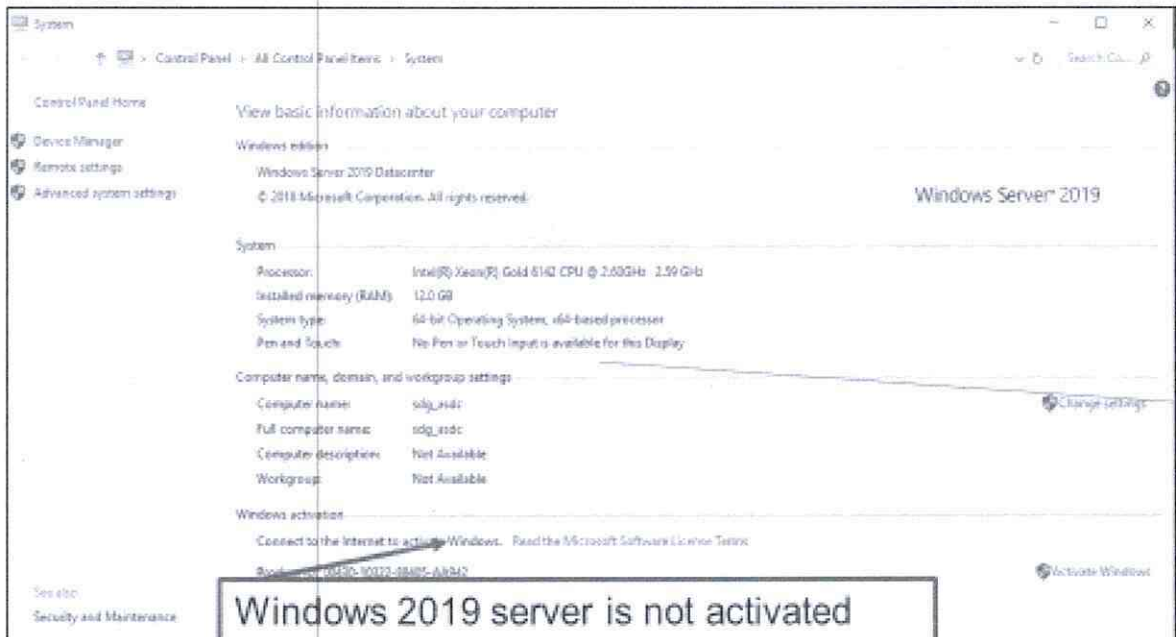 System
Control Panel > All Control Panel Items > System
Search Co...
Control Panel Home
View basic information about your computer
Device Manager
Windows edition
Remote settings
Windows Server 2019 Datacenter
Advanced system settings
© 2018 Microsoft Corporation. All rights reserved.
Windows Server 2019
System
Processor: Intel(R) Xeon(R) Gold 6142 CPU @ 2.60GHz 2.59 GHz
Installed memory (RAM): 12.0 GB
System type: 64-bit Operating System, x64-based processor
Pen and Touch: No Pen or Touch Input is available for this Display
Computer name, domain, and workgroup settings
Computer name: sdg_asdc
Change settings
Full computer name: sdg_asdc
Computer description: Not Available
Workgroup: Not Available
Windows activation
Connect to the Internet to activate Windows. Read the Microsoft Software License Terms
Activate Windows
See also
Security and Maintenance
Windows 2019 server is not activated